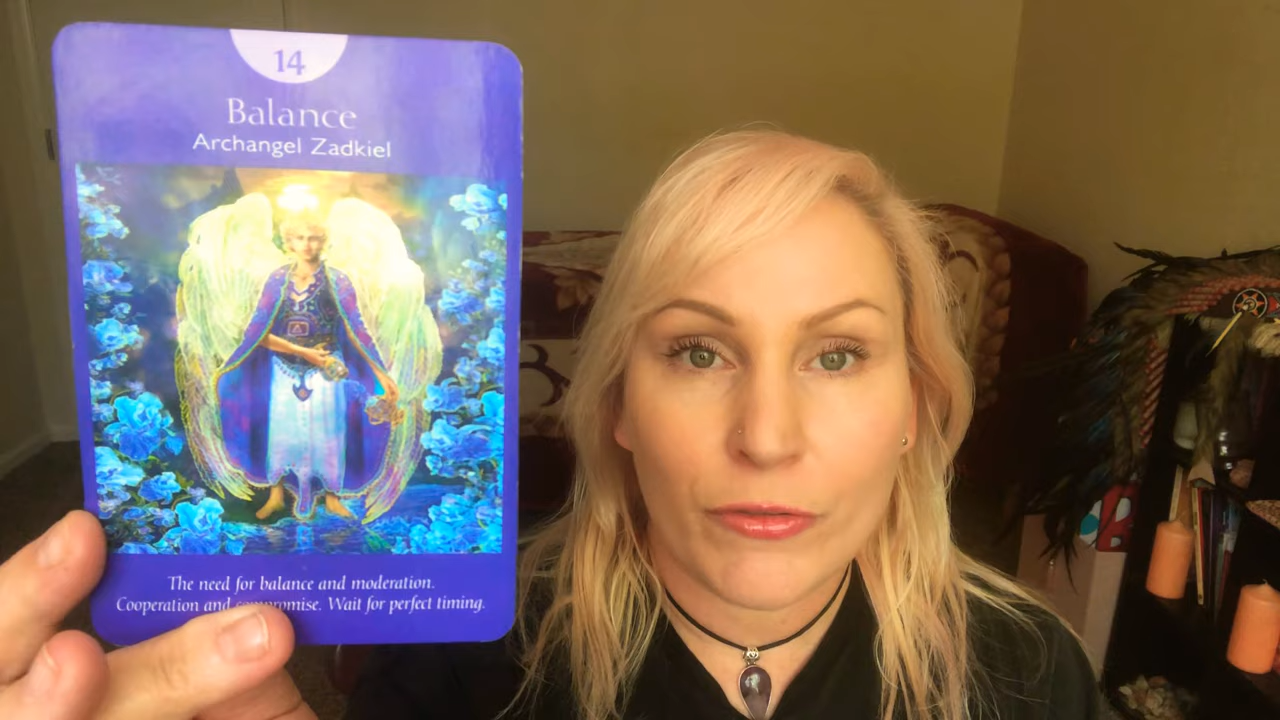 14
Balance
Archangel Zadkiel
The need for balance and moderation.
Cooperation and compromise. Wait for perfect timing.